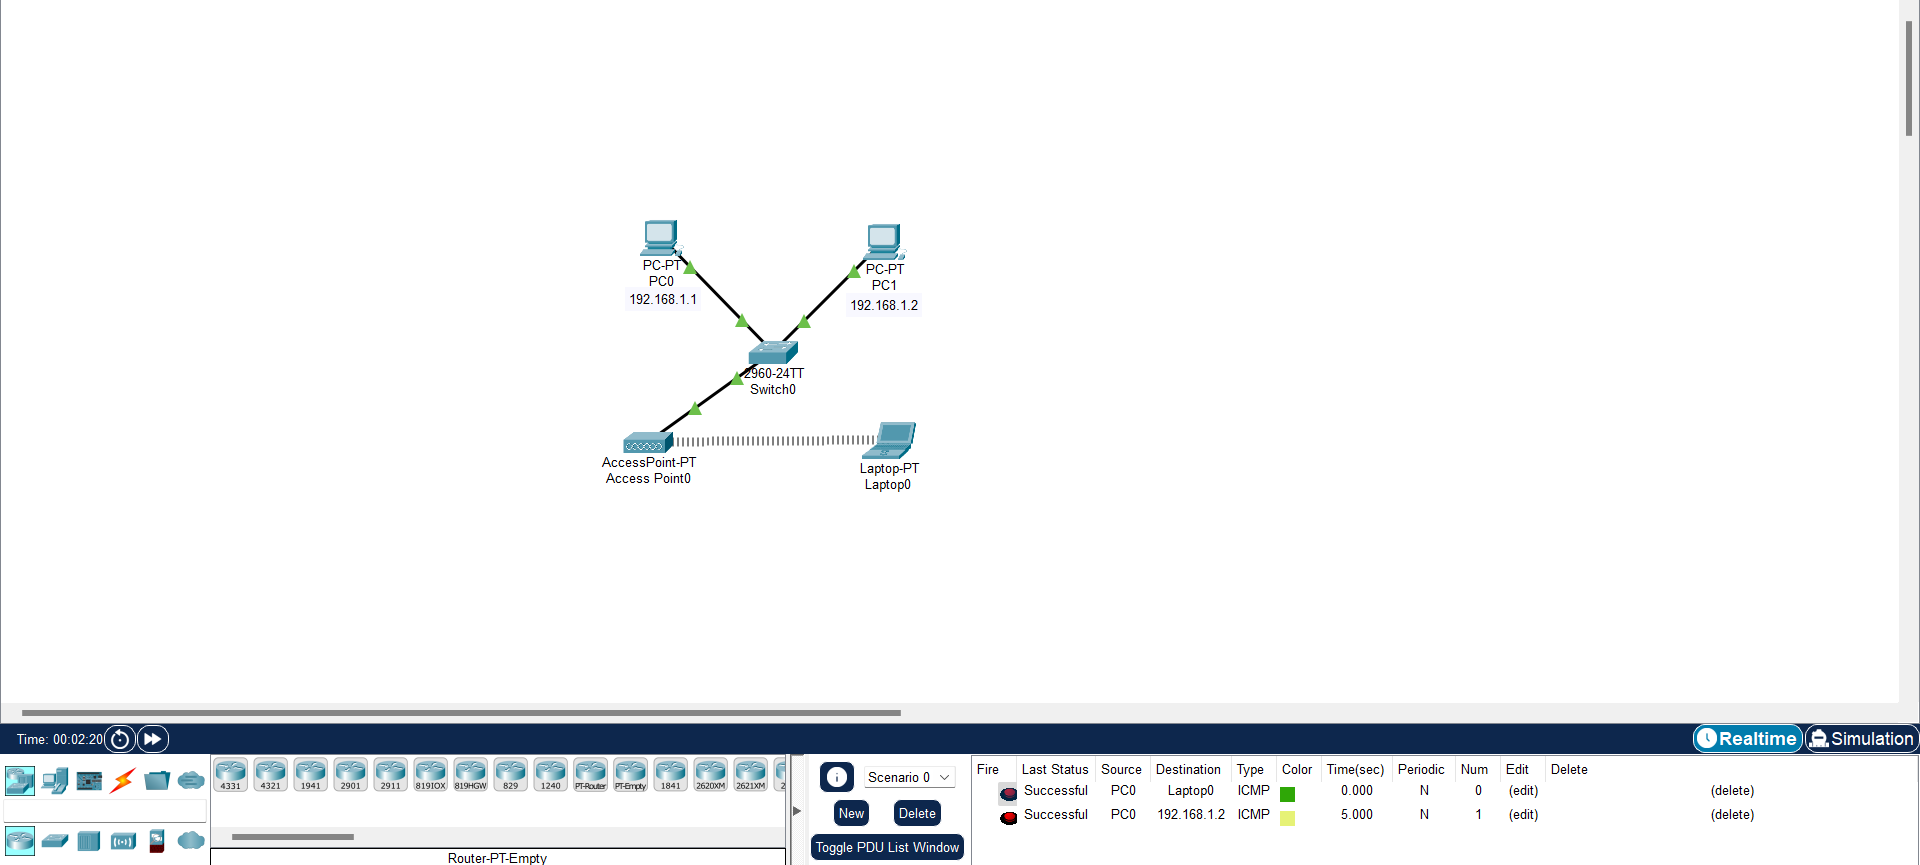 PC-PT
PC0
192.168.1.1
PC-PT
PC1
192.168.1.2
2960-24TT
Switch0
AccessPoint-PT
Access Point0
Laptop-PT
Laptop0
Time: 00:02:20
Realtime
Simulation
4331 4321 1941 2901 2911 819IOX 819HGW 829 1240 PT-Router PT-Empty 1841 2620XM 2621XM
Router-PT-Empty
Scenario 0
New Delete
Toggle PDU List Window
Fire Last Status Source Destination Type Color Time(sec) Periodic Num Edit Delete
Successful PC0 Laptop0 ICMP 0.000 N 0 (edit) (delete)
Successful PC0 192.168.1.2 ICMP 5.000 N 1 (edit) (delete)